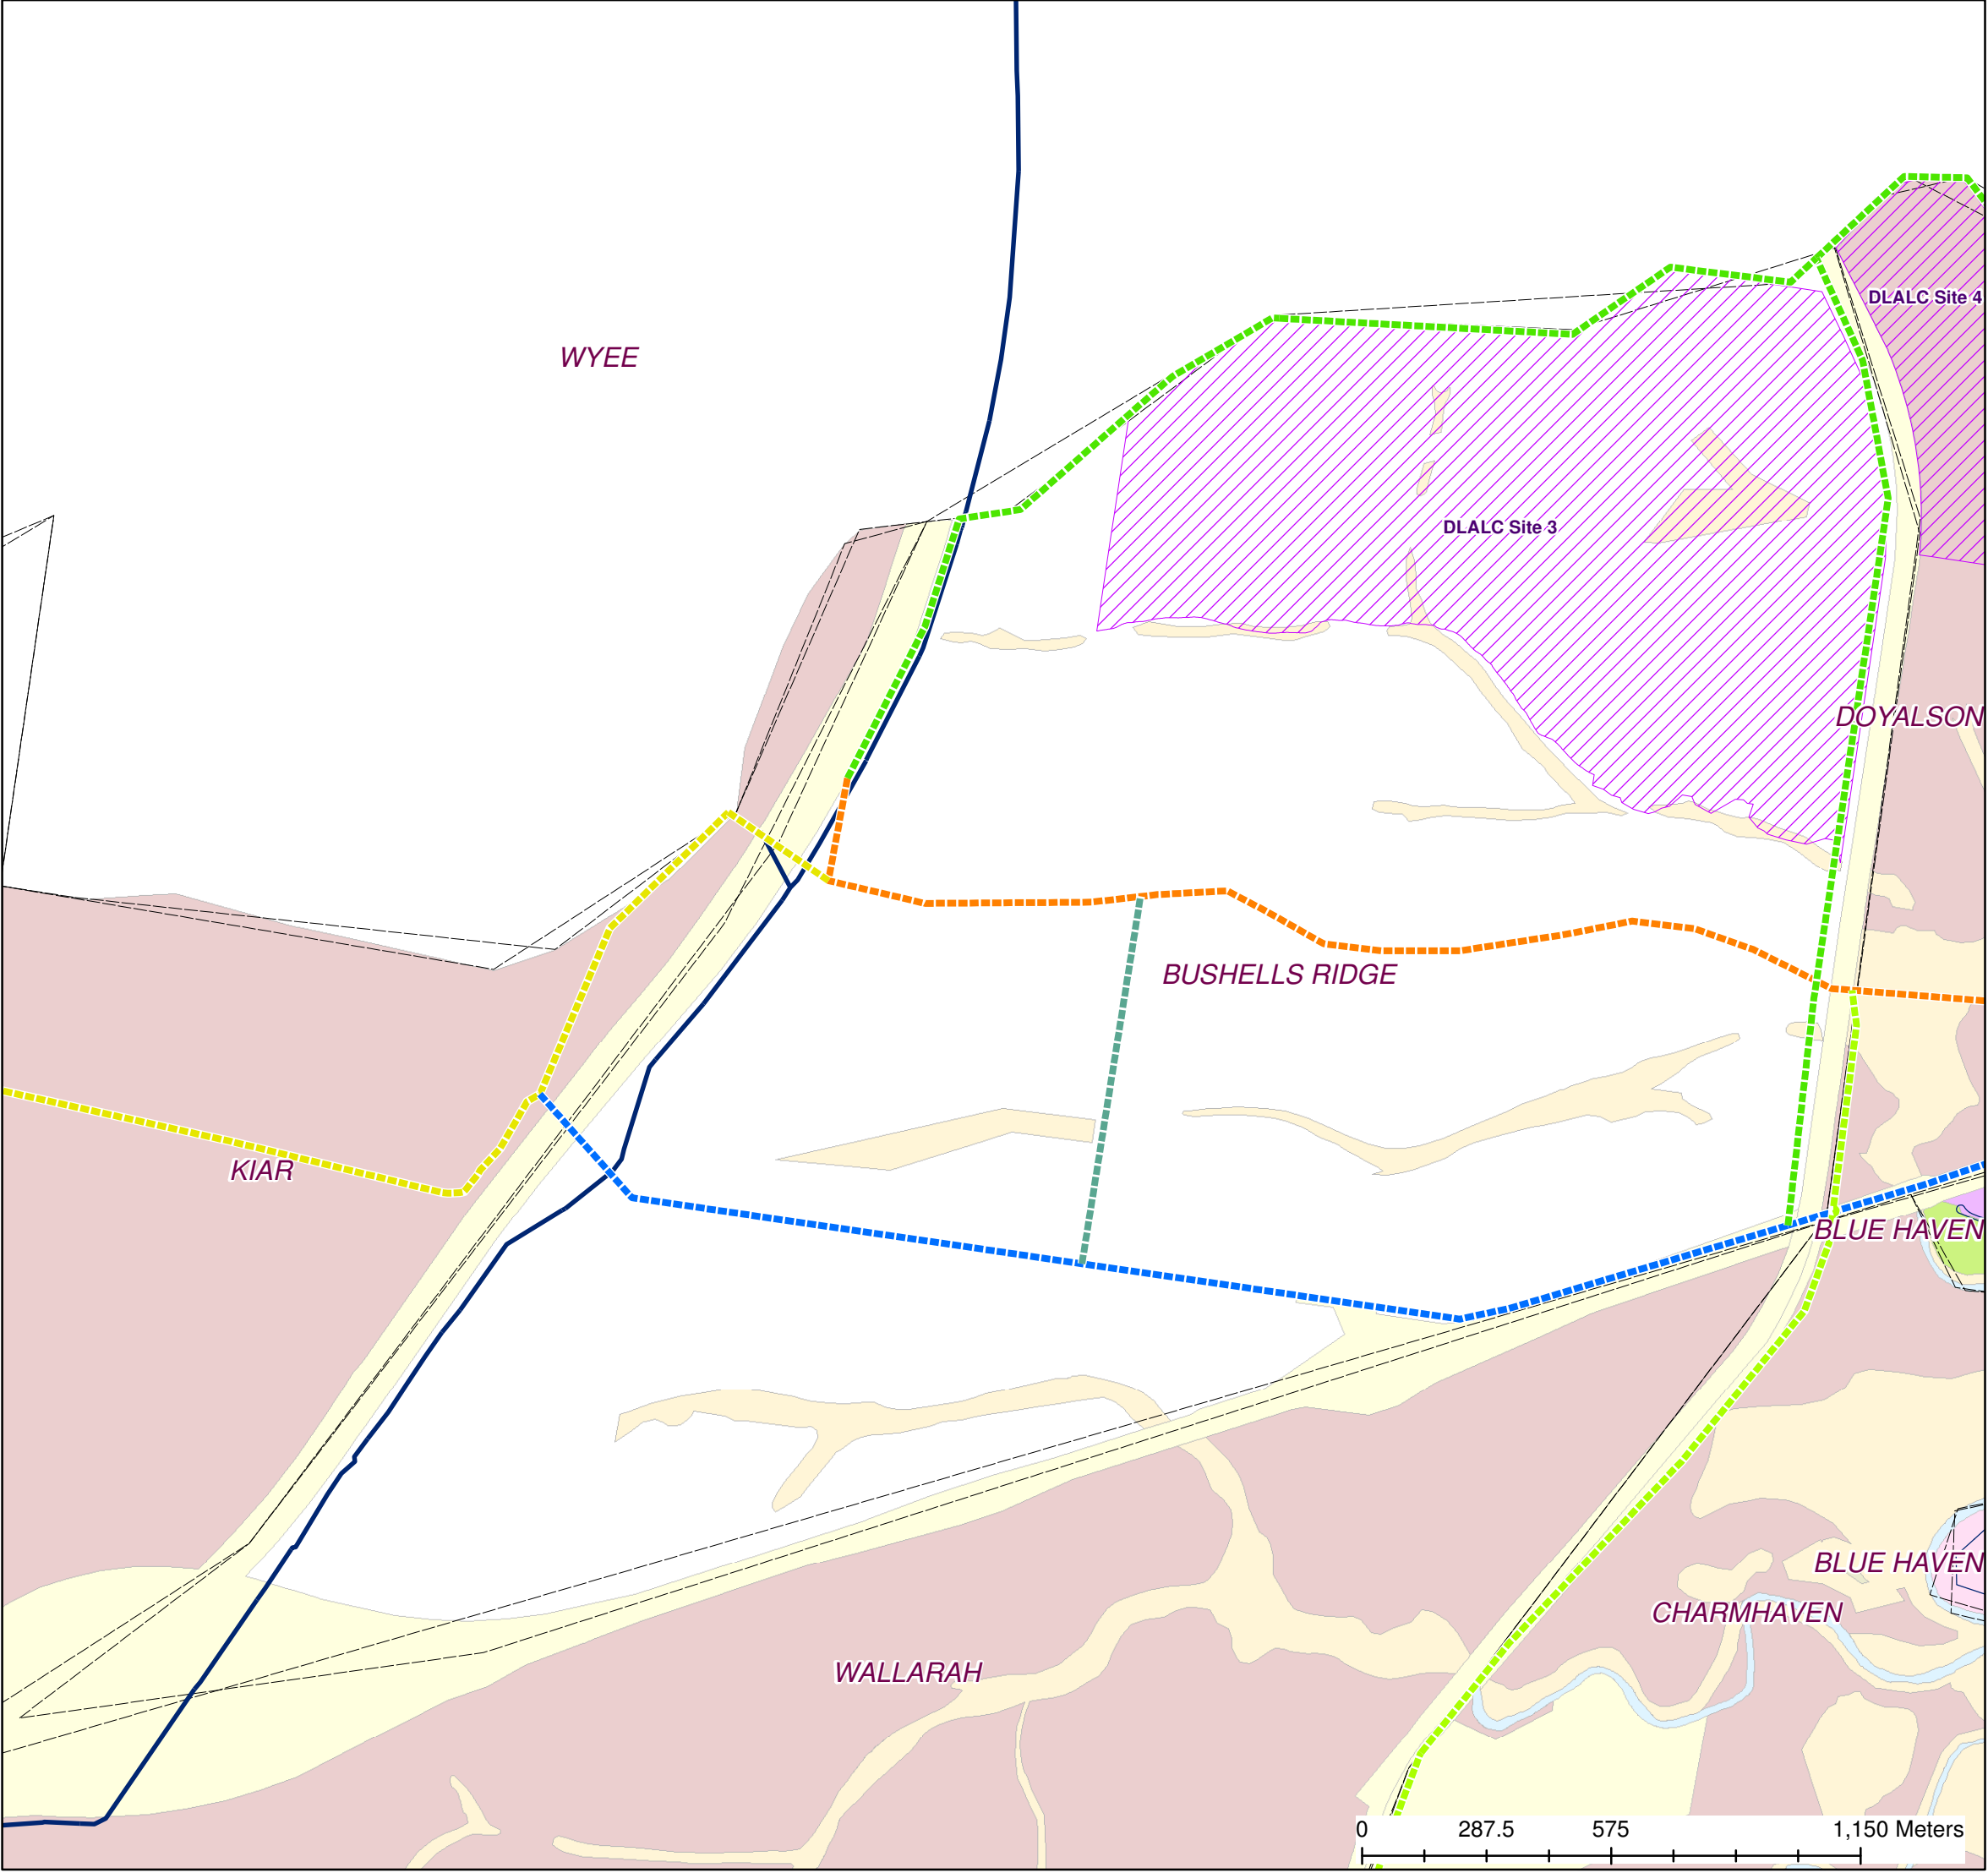 DLALC Site 4
WYEE
DLALC Site 3
DOYALSON
BUSHELLS RIDGE
KIAR
BLUE HAVEN
BLUE HAVEN
CHARMHAVEN
WALLARAH
0 287.5 575 1,150 Meters